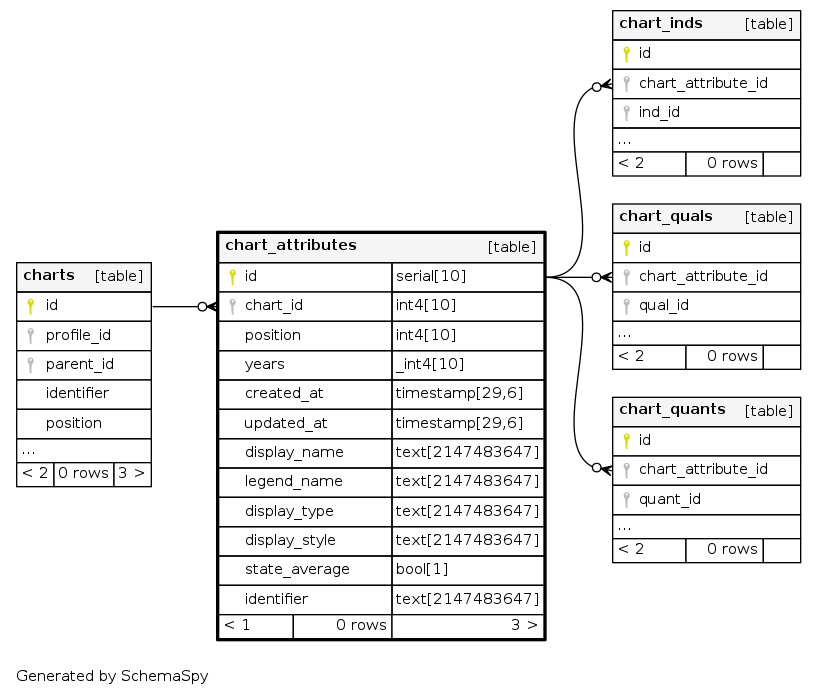 chart_inds [table]
id
chart_attribute_id
ind_id
...
< 2 0 rows
chart_quals [table]
id
chart_attribute_id
qual_id
...
< 2 0 rows
chart_attributes [table]
id serial[10]
chart_id int4[10]
position int4[10]
years _int4[10]
created_at timestamp[29,6]
updated_at timestamp[29,6]
display_name text[2147483647]
legend_name text[2147483647]
display_type text[2147483647]
display_style text[2147483647]
state_average bool[1]
identifier text[2147483647]
< 1 0 rows 3 >
charts [table]
id
profile_id
parent_id
identifier
position
...
< 2 0 rows 3 >
chart_quants [table]
id
chart_attribute_id
quant_id
...
< 2 0 rows
Generated by SchemaSpy